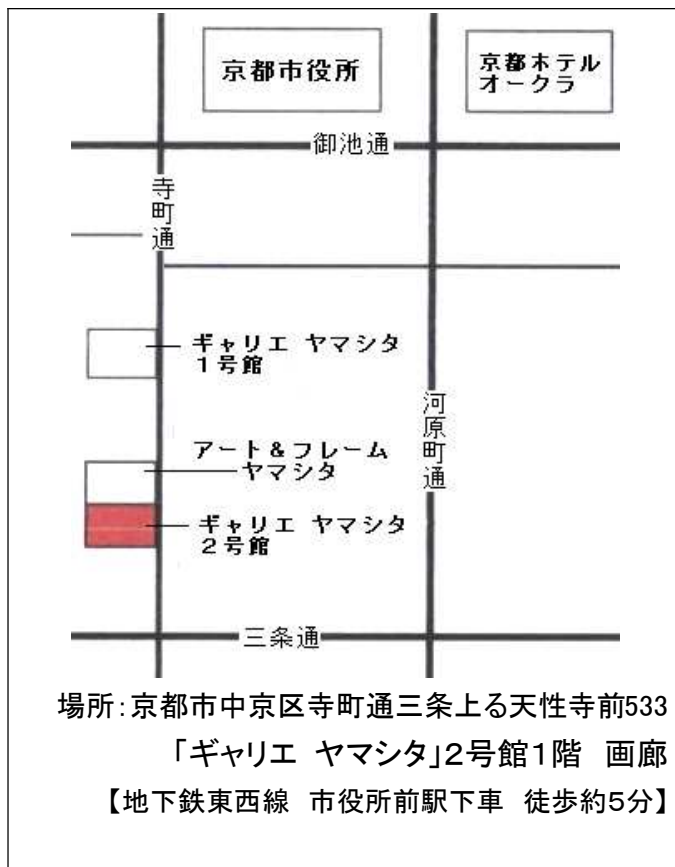 京都市役所
京都ホテル
オークラ
御池通
寺町通
ギャリエ ヤマシタ
1号館
河原町通
アート＆フレーム
ヤマシタ
ギャリエ ヤマシタ
2号館
三条通
場所：京都市中京区寺町通三条上る天性寺前533
「ギャリエ ヤマシタ」2号館1階 画廊
【地下鉄東西線 市役所前駅下車 徒歩約5分】